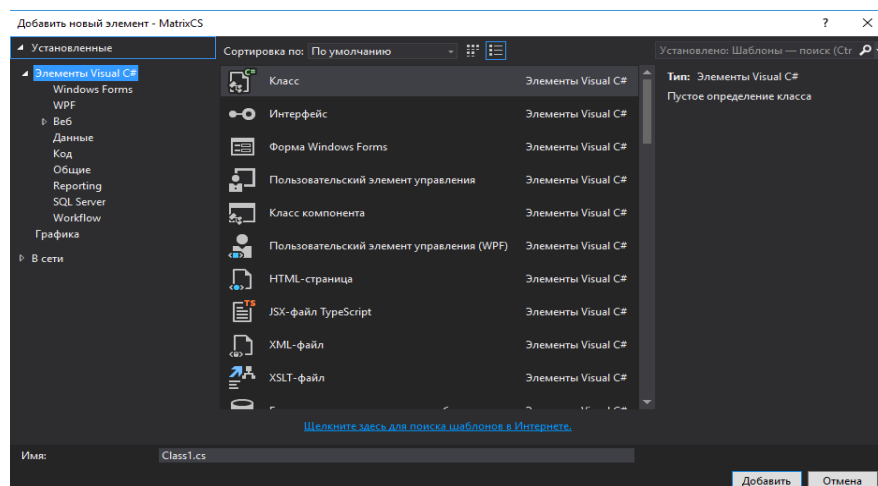 Добавить новый элемент - MatrixCS
Установленные
Сортировка по: По умолчанию
Установлено: Шаблоны — поиск (Ctr
Элементы Visual C#
Windows Forms
WPF
Веб
Данные
Код
Общие
Reporting
SQL Server
Workflow
Графика
В сети
Класс Элементы Visual C#
Интерфейс Элементы Visual C#
Форма Windows Forms Элементы Visual C#
Пользовательский элемент управления Элементы Visual C#
Класс компонента Элементы Visual C#
Пользовательский элемент управления (WPF) Элементы Visual C#
HTML-страница Элементы Visual C#
TS
JSX-файл TypeScript Элементы Visual C#
XML-файл Элементы Visual C#
XSLT-файл Элементы Visual C#
Тип: Элементы Visual C#
Пустое определение класса
Щелкните здесь для поиска шаблонов в Интернете.
Имя: Class1.cs
Добавить Отмена